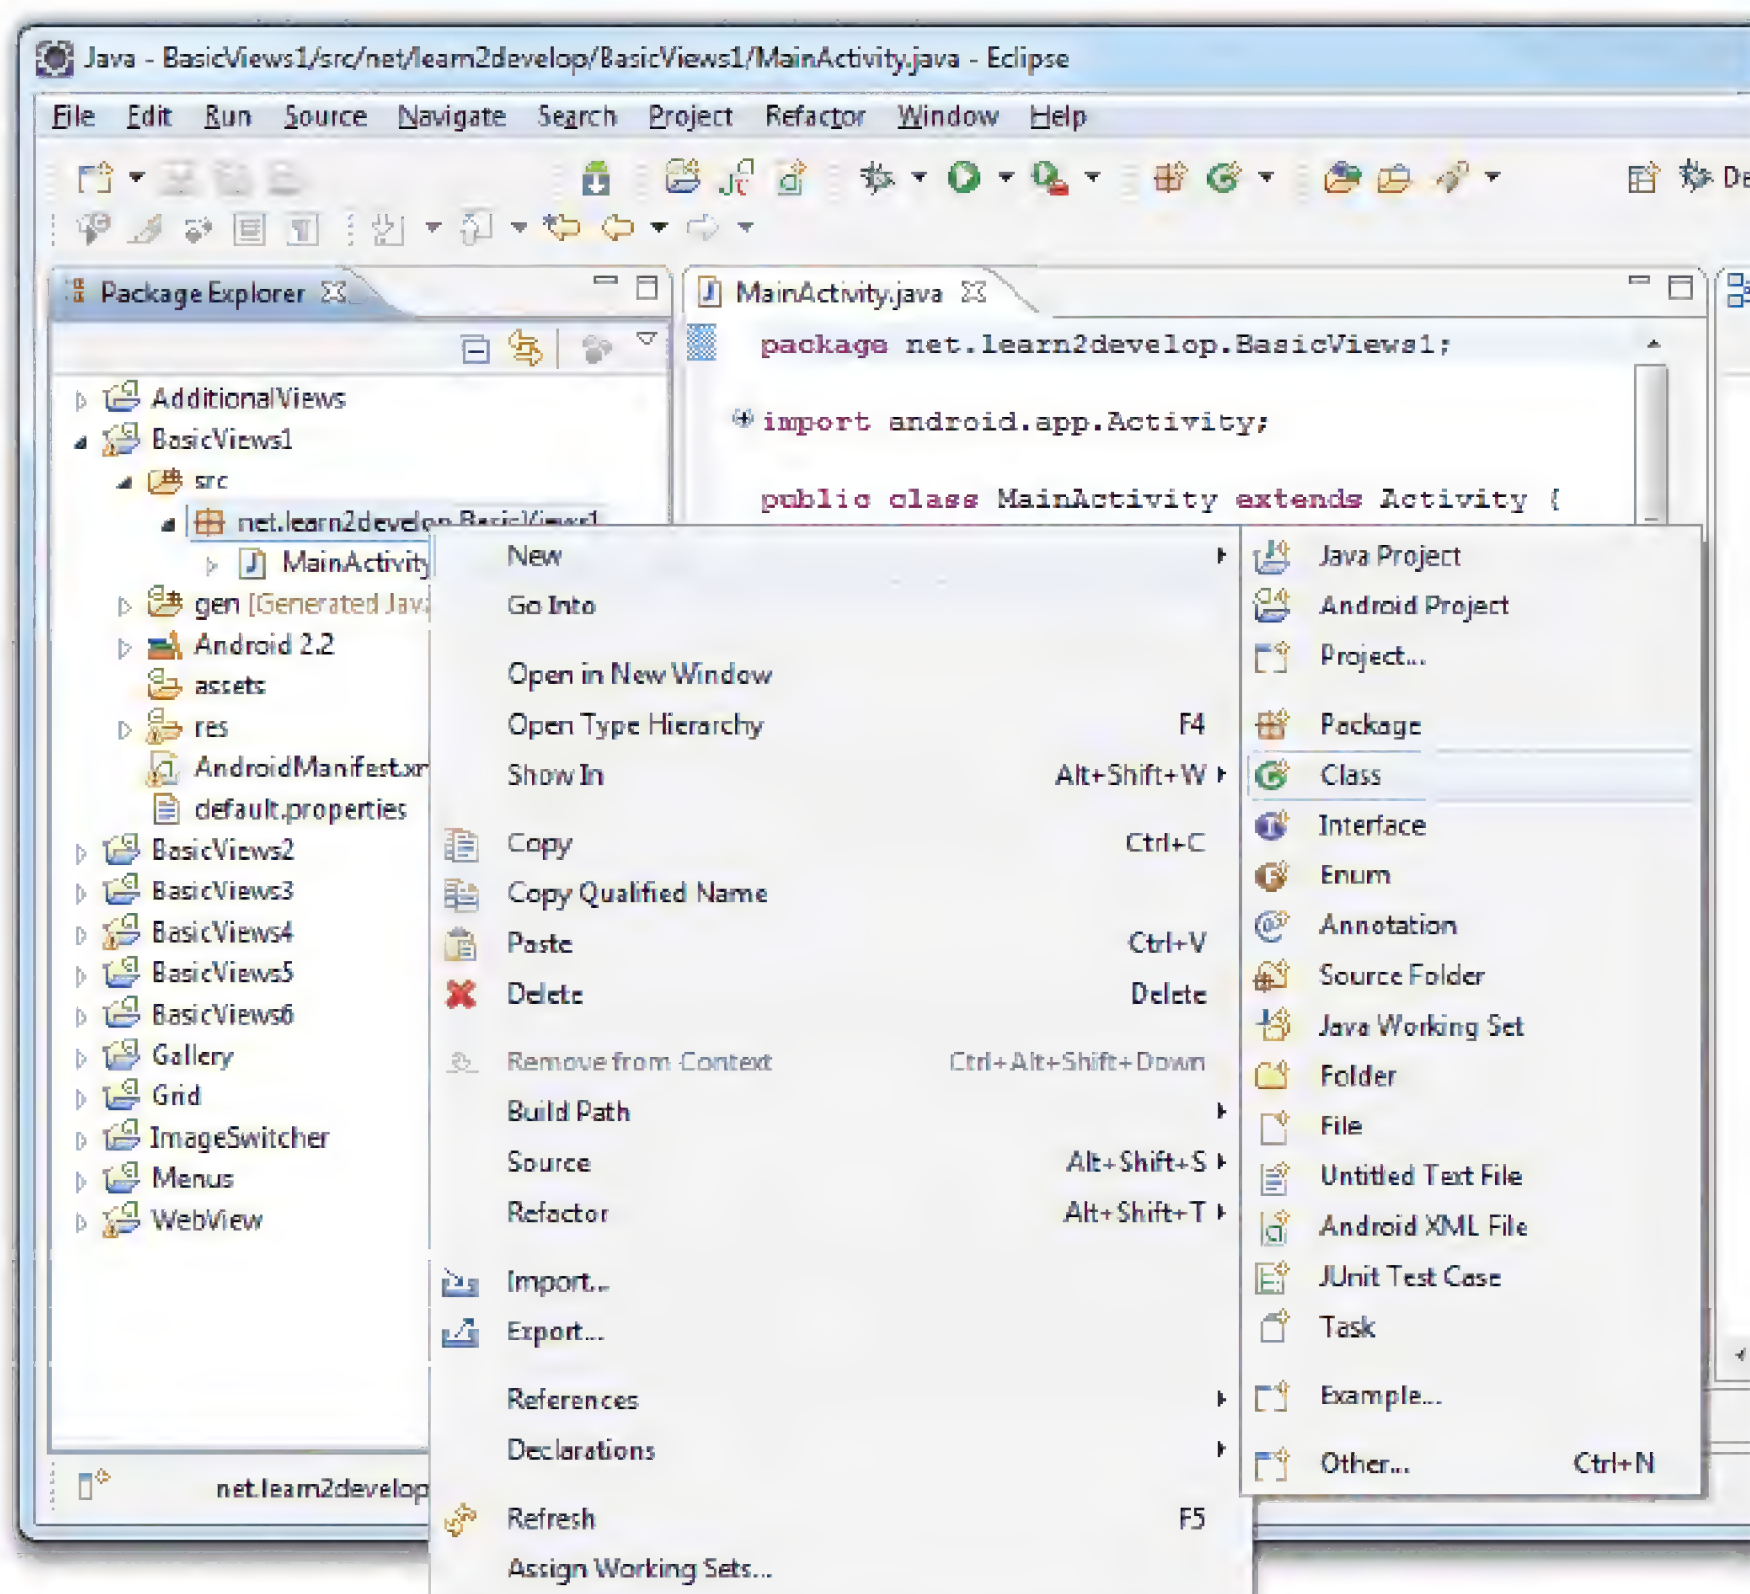 Java - BasicViews1/src/net/learn2develop/BasicViews1/MainActivity.java - Eclipse
File Edit Run Source Navigate Search Project Refactor Window Help
De
Package Explorer
MainActivity.java
package net.learn2develop.BasicViews1;
import android.app.Activity;
public class MainActivity extends Activity {
AdditionalViews
BasicViews1
src
net.learn2develop.BasicViews1
MainActivity
gen [Generated Java
Android 2.2
assets
res
AndroidManifest.xm
default.properties
BasicViews2
BasicViews3
BasicViews4
BasicViews5
BasicViews6
Gallery
Grid
ImageSwitcher
Menus
WebView
net.learn2develop
New
Go Into
Open in New Window
Open Type Hierarchy F4
Show In Alt+Shift+W
Copy Ctrl+C
Copy Qualified Name
Paste Ctrl+V
Delete Delete
Remove from Context Ctrl+Alt+Shift+Down
Build Path
Source Alt+Shift+S
Refactor Alt+Shift+T
Import...
Export...
References
Declarations
Refresh F5
Assign Working Sets...
Java Project
Android Project
Project...
Package
Class
Interface
Enum
Annotation
Source Folder
Java Working Set
Folder
File
Untitled Text File
Android XML File
JUnit Test Case
Task
Example...
Other... Ctrl+N